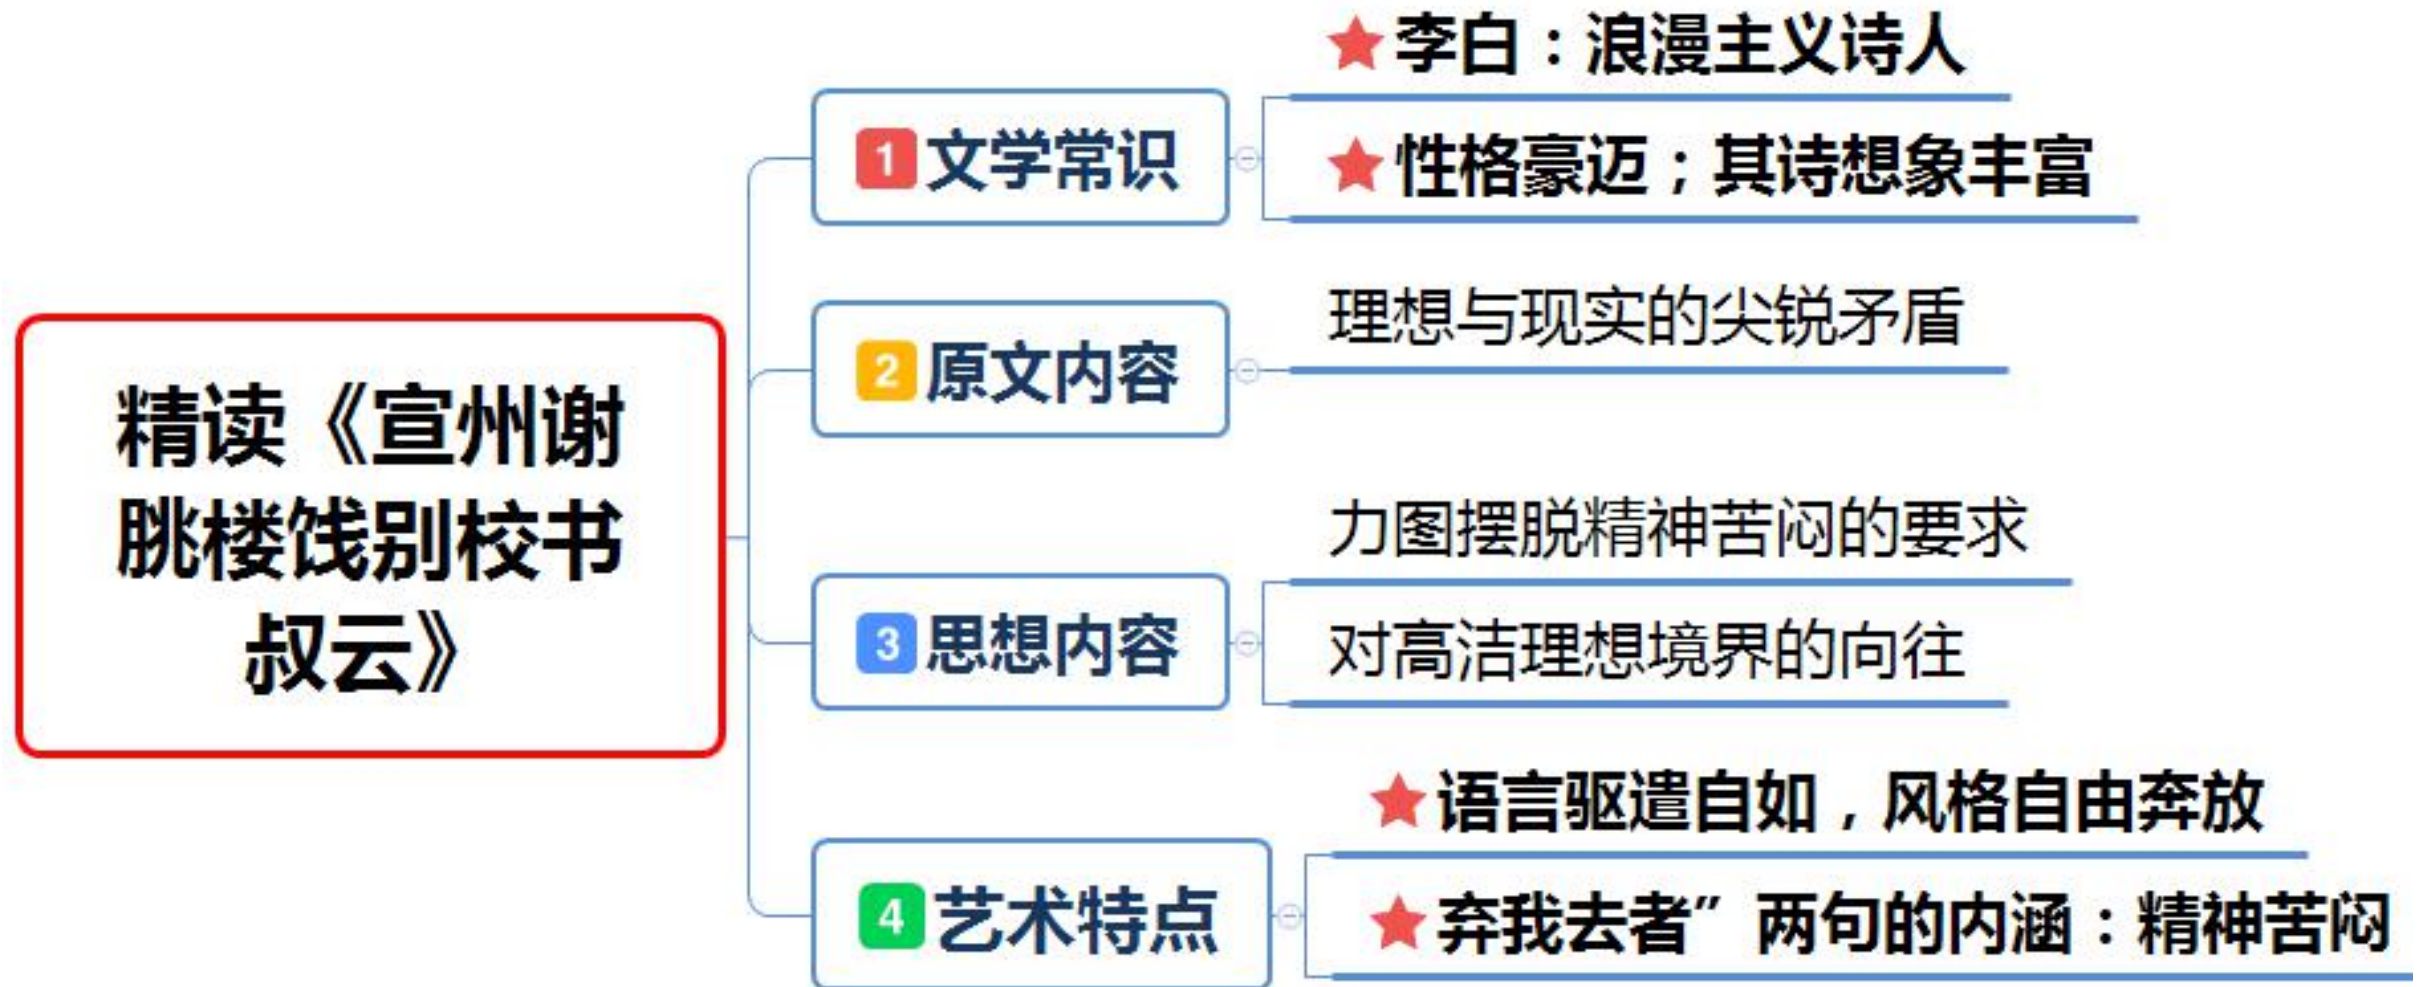 精读《宣州谢
朓楼饯别校书
叔云》
1 文学常识
★李白：浪漫主义诗人
★性格豪迈；其诗想象丰富
2 原文内容
理想与现实的尖锐矛盾
3 思想内容
力图摆脱精神苦闷的要求
对高洁理想境界的向往
4 艺术特点
★语言驱遣自如，风格自由奔放
★弃我去者”两句的内涵：精神苦闷